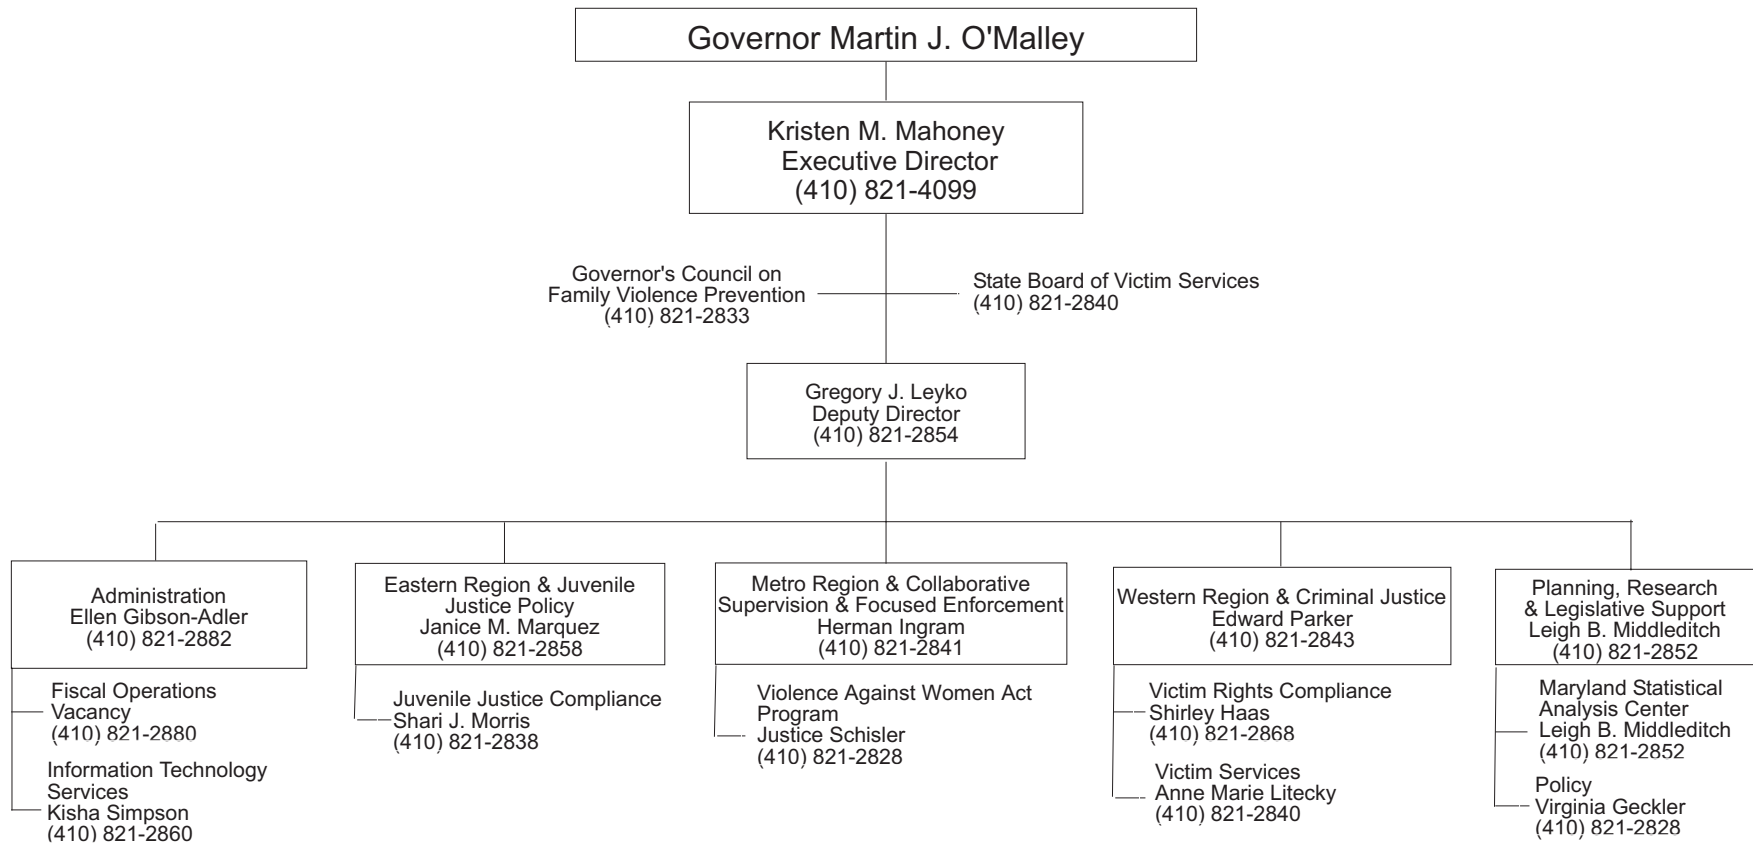 Governor Martin J. O'Malley
Kristen M. Mahoney
Executive Director
(410) 821-4099
Governor's Council on
Family Violence Prevention
(410) 821-2833
State Board of Victim Services
(410) 821-2840
Gregory J. Leyko
Deputy Director
(410) 821-2854
Administration
Ellen Gibson-Adler
(410) 821-2882
Fiscal Operations
Vacancy
(410) 821-2880
Information Technology
Services
Kisha Simpson
(410) 821-2860
Eastern Region & Juvenile
Justice Policy
Janice M. Marquez
(410) 821-2858
Juvenile Justice Compliance
Shari J. Morris
(410) 821-2838
Metro Region & Collaborative
Supervision & Focused Enforcement
Herman Ingram
(410) 821-2841
Violence Against Women Act
Program
Justice Schisler
(410) 821-2828
Western Region & Criminal Justice
Edward Parker
(410) 821-2843
Victim Rights Compliance
Shirley Haas
(410) 821-2868
Victim Services
Anne Marie Litecky
(410) 821-2840
Planning, Research
& Legislative Support
Leigh B. Middleditch
(410) 821-2852
Maryland Statistical
Analysis Center
Leigh B. Middleditch
(410) 821-2852
Policy
Virginia Geckler
(410) 821-2828